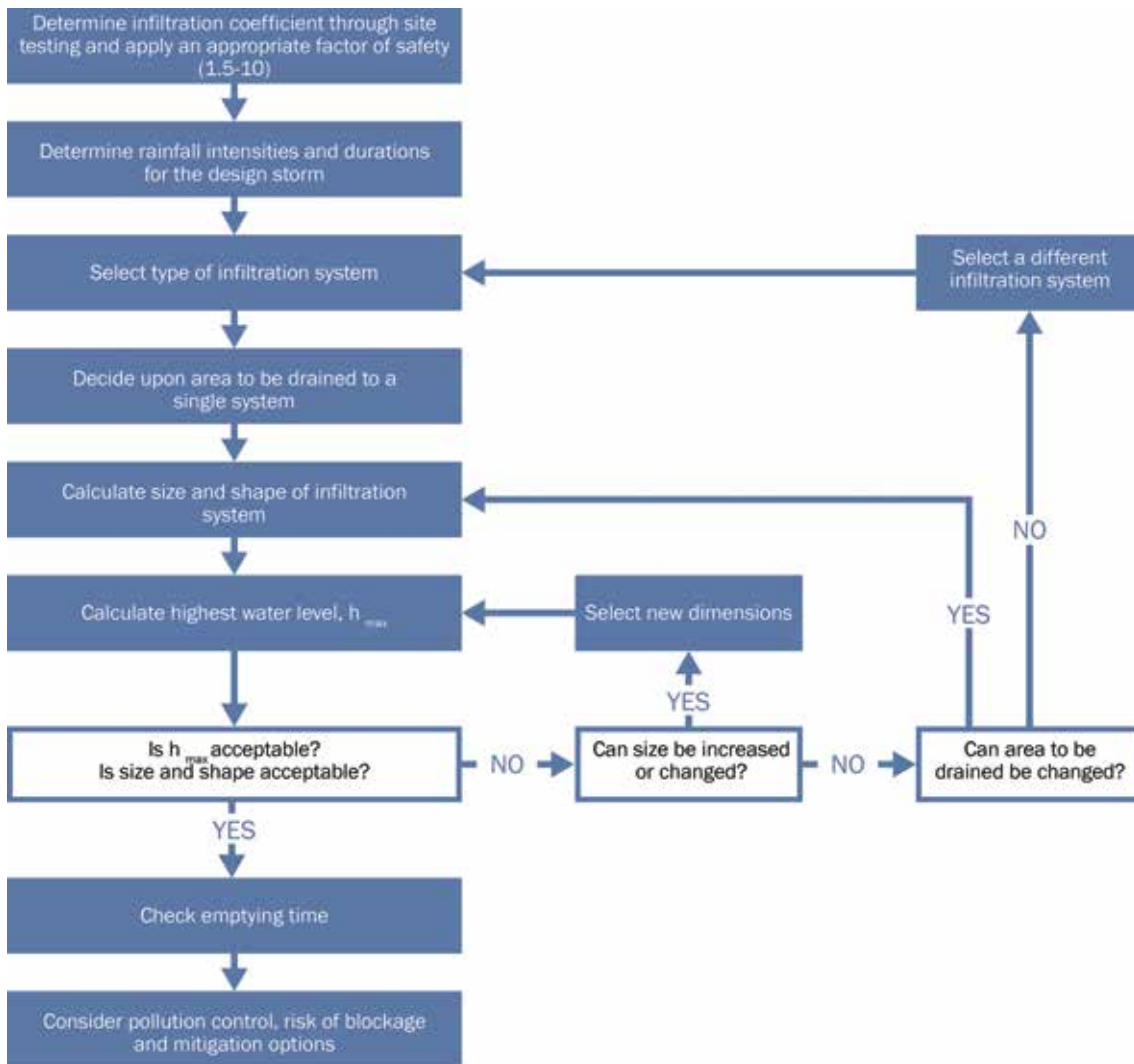 Determine infiltration coefficient through site
testing and apply an appropriate factor of safety
(1.5-10)
Determine rainfall intensities and durations
for the design storm
Select type of infiltration system
Select a different
infiltration system
Decide upon area to be drained to a
single system
Calculate size and shape of infiltration
system
NO
YES
Calculate highest water level, h max
Select new dimensions
YES
Is h max acceptable?
Is size and shape acceptable?
NO
Can size be increased
or changed?
NO
Can area to be
drained be changed?
YES
Check emptying time
Consider pollution control, risk of blockage
and mitigation options